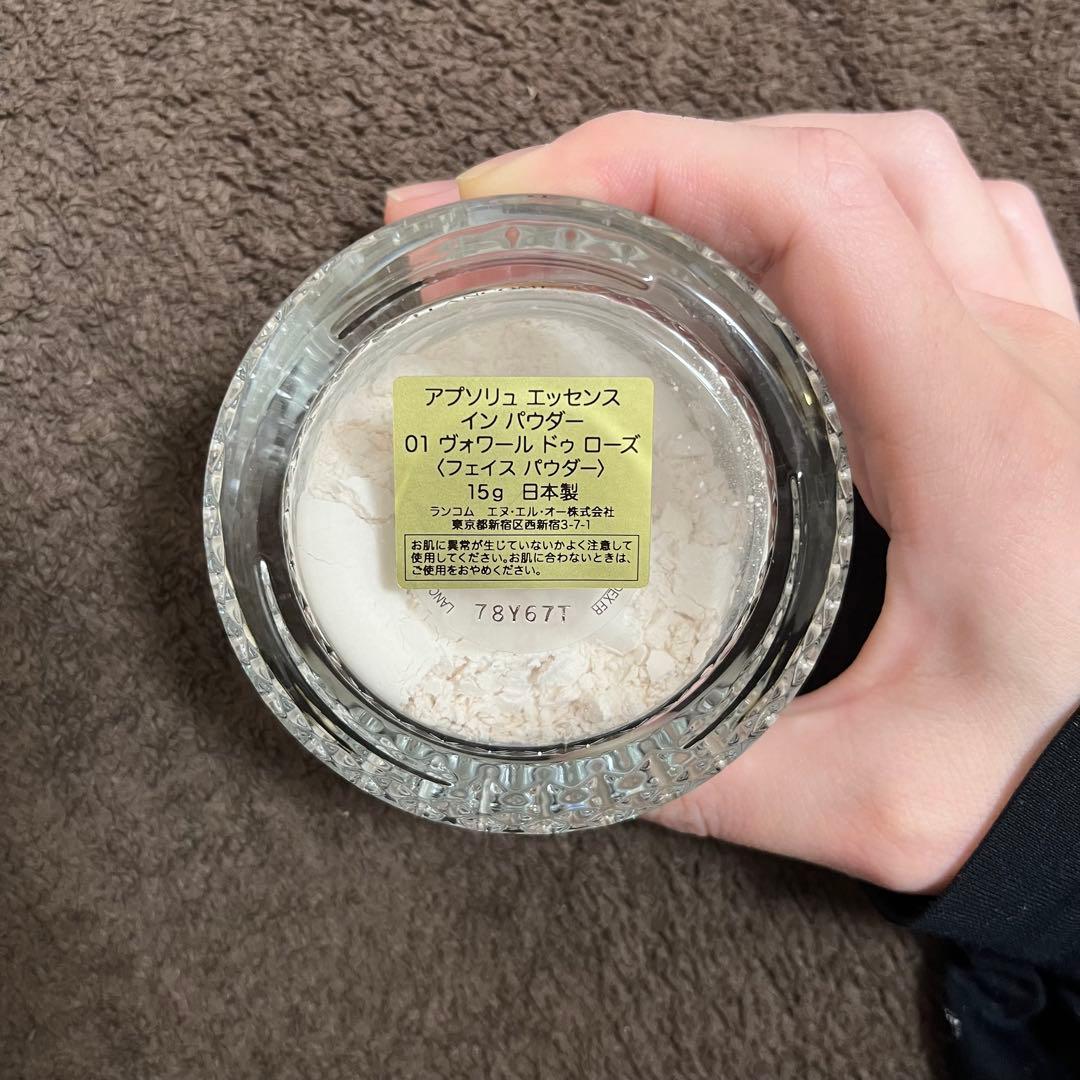 アプソリュ エッセンス
イン パウダー
01 ヴォワール ドゥ ローズ
〈フェイス パウダー〉
15g 日本製
ランコム エヌ・エル・オー株式会社
東京都新宿区西新宿3-7-1
お肌に異常が生じていないかよく注意して
使用してください。お肌に合わないときは、
ご使用をおやめください。
78Y67T